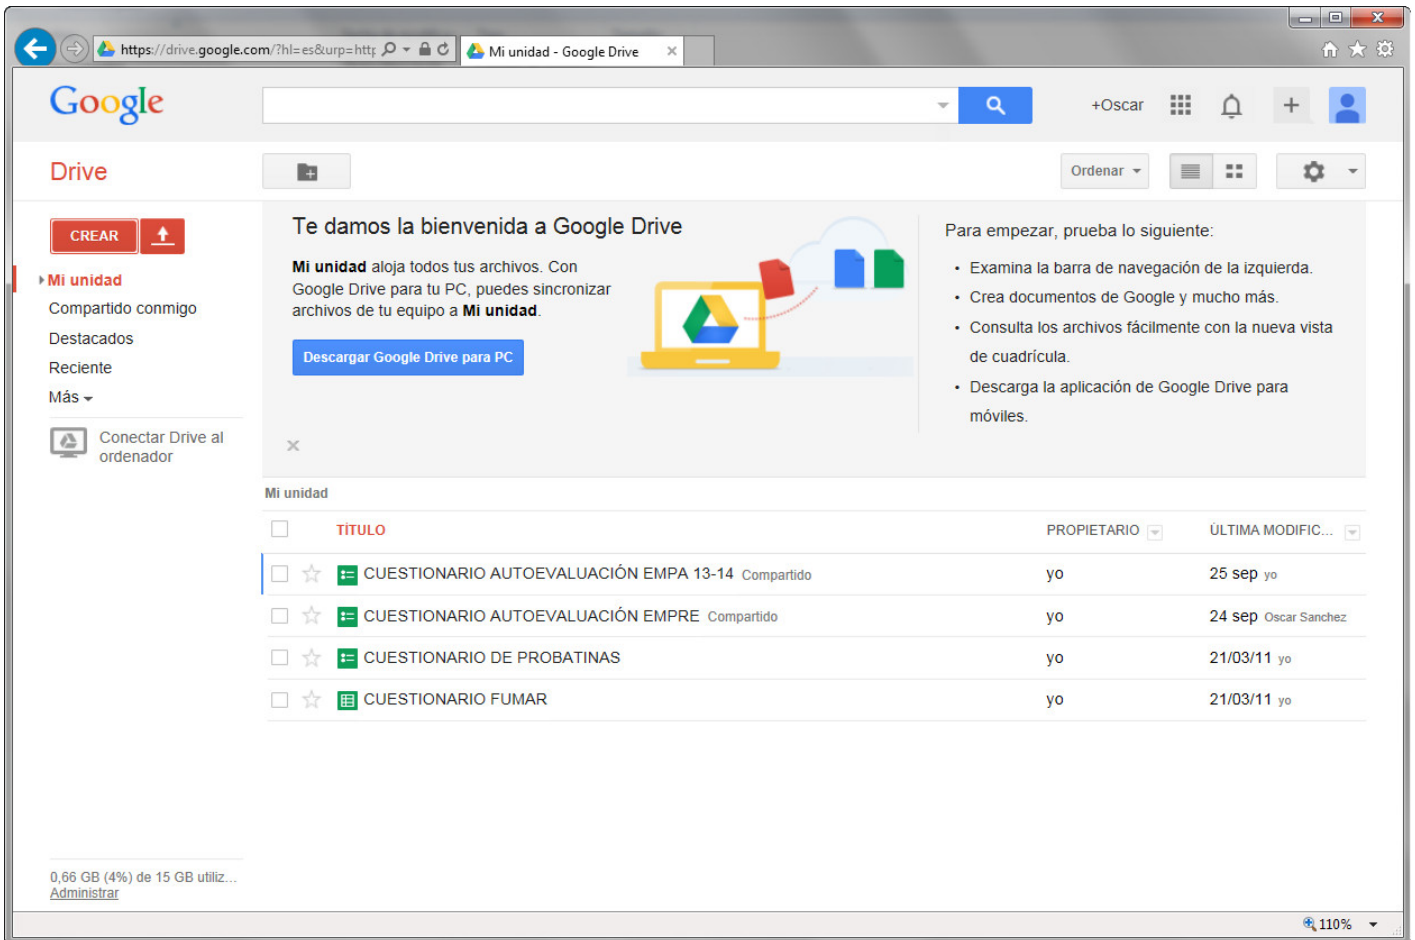 https://drive.google.com/?hl=es&urp=http
Mi unidad - Google Drive
Google
+Oscar
Drive
Ordenar
CREAR
Mi unidad
Compartido conmigo
Destacados
Reciente
Más
Conectar Drive al
ordenador
Te damos la bienvenida a Google Drive
Mi unidad aloja todos tus archivos. Con
Google Drive para tu PC, puedes sincronizar
archivos de tu equipo a Mi unidad.
Descargar Google Drive para PC
Para empezar, prueba lo siguiente:
• Examina la barra de navegación de la izquierda.
• Crea documentos de Google y mucho más.
• Consulta los archivos fácilmente con la nueva vista
de cuadrícula.
• Descarga la aplicación de Google Drive para
móviles.
Mi unidad
TÍTULO PROPIETARIO ÚLTIMA MODIFIC...
CUESTIONARIO AUTOEVALUACIÓN EMPA 13-14 Compartido yo 25 sep yo
CUESTIONARIO AUTOEVALUACIÓN EMPRE Compartido yo 24 sep Oscar Sanchez
CUESTIONARIO DE PROBATINAS yo 21/03/11 yo
CUESTIONARIO FUMAR yo 21/03/11 yo
0,66 GB (4%) de 15 GB utiliz...
Administrar
110%